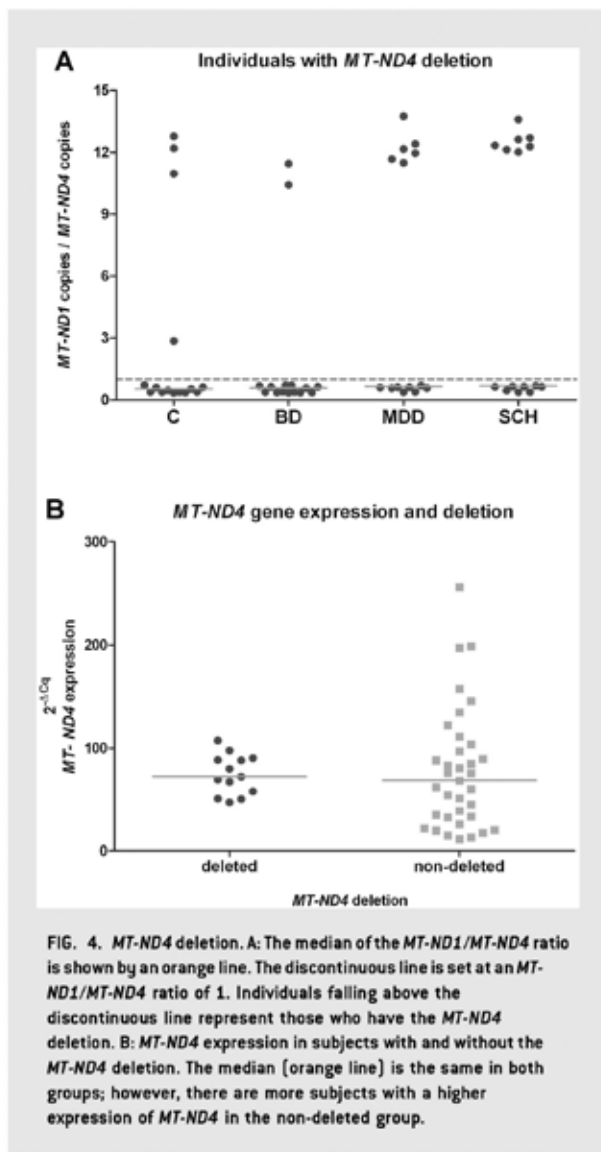 A
Individuals with MT-ND4 deletion
MT-ND1 copies / MT-ND4 copies
15
12
9
6
3
0
C BD MDD SCH
B
MT-ND4 gene expression and deletion
2-ΔCq
MT- ND4 expression
300
200
100
0
deleted non-deleted
MT-ND4 deletion
FIG. 4. MT-ND4 deletion. A: The median of the MT-ND1/MT-ND4 ratio
is shown by an orange line. The discontinuous line is set at an MT-
ND1/MT-ND4 ratio of 1. Individuals falling above the
discontinuous line represent those who have the MT-ND4
deletion. B: MT-ND4 expression in subjects with and without the
MT-ND4 deletion. The median (orange line) is the same in both
groups; however, there are more subjects with a higher
expression of MT-ND4 in the non-deleted group.